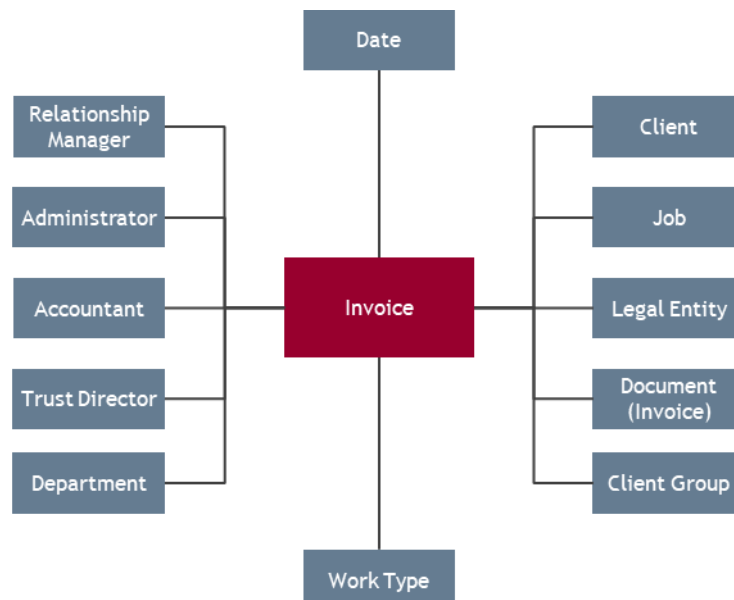 Date
Relationship
Manager
Client
Administrator
Job
Accountant
Invoice
Legal Entity
Trust Director
Document
(Invoice)
Department
Client Group
Work Type